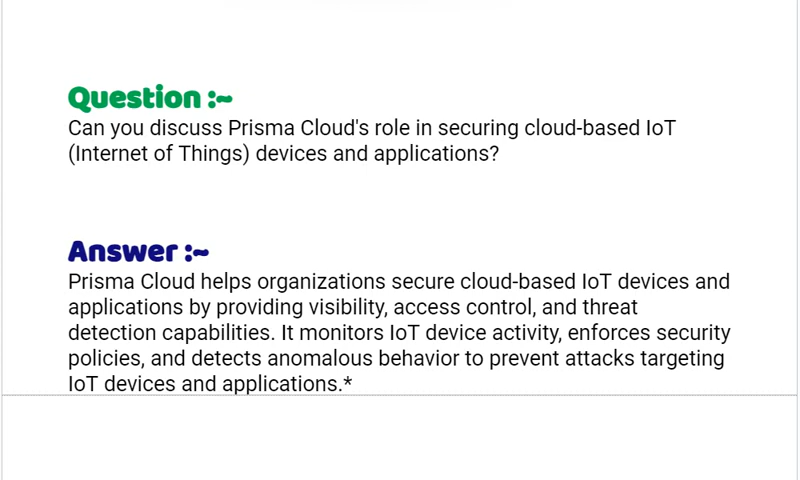 Question :~
Can you discuss Prisma Cloud's role in securing cloud-based IoT
(Internet of Things) devices and applications?
Answer :~
Prisma Cloud helps organizations secure cloud-based IoT devices and
applications by providing visibility, access control, and threat
detection capabilities. It monitors IoT device activity, enforces security
policies, and detects anomalous behavior to prevent attacks targeting
IoT devices and applications.*